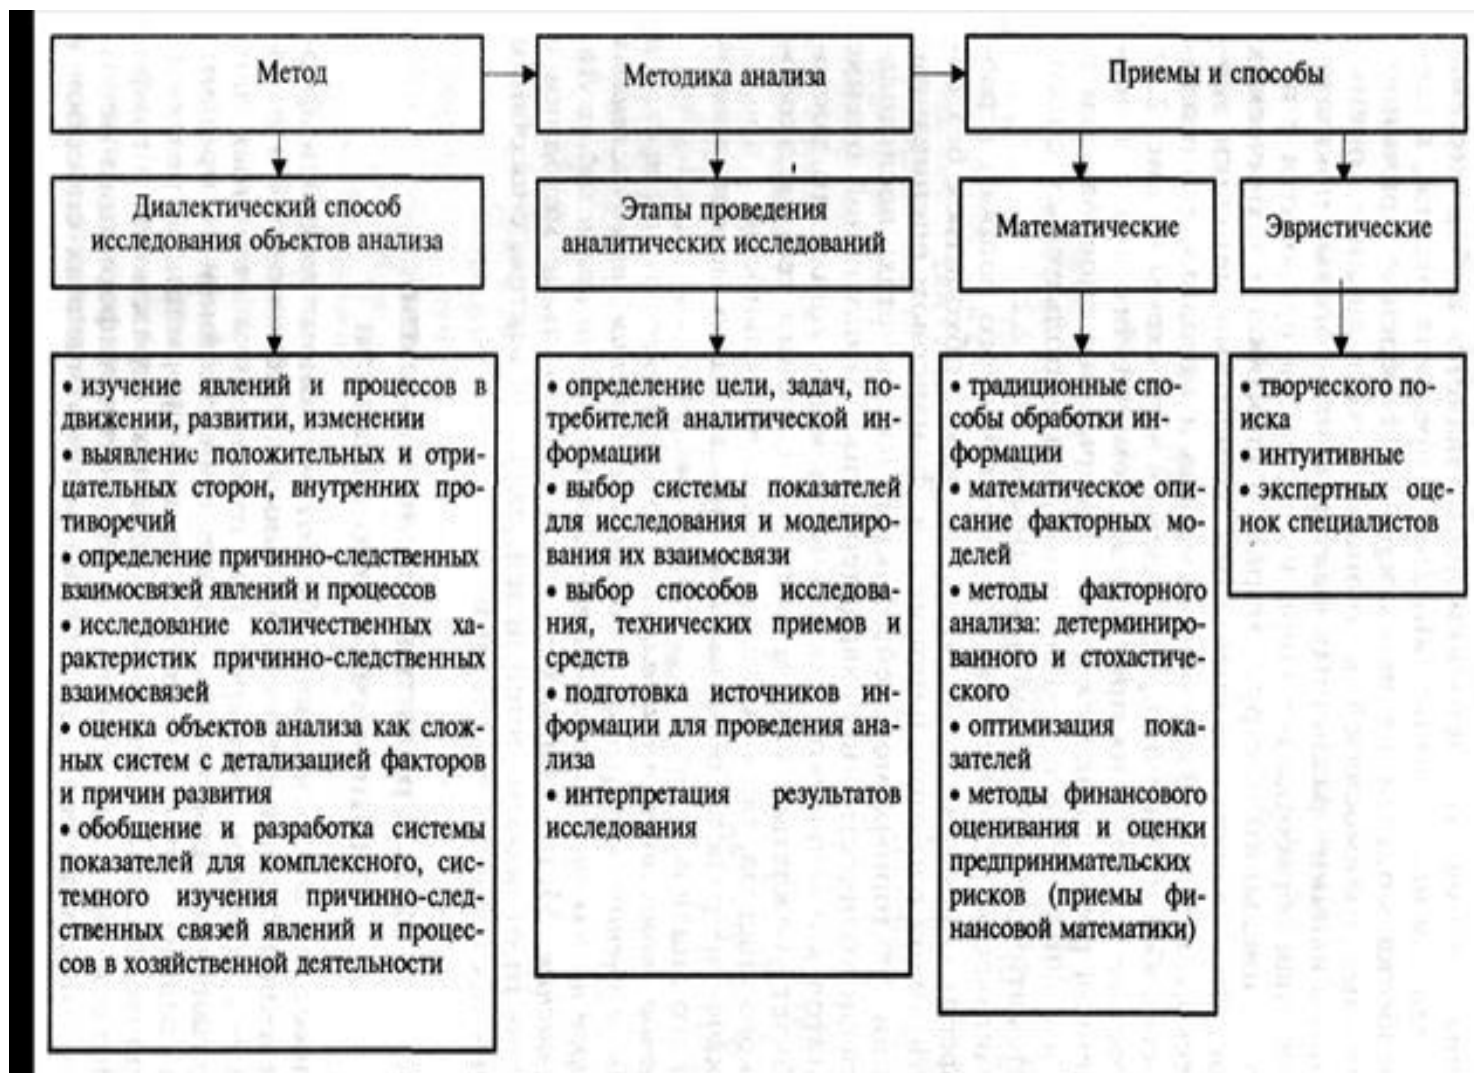 Метод
Методика анализа
Приемы и способы
Диалектический способ
исследования объектов анализа
Этапы проведения
аналитических исследований
Математические
Эвристические
• изучение явлений и процессов в
движении, развитии, изменении
• выявление положительных и отри-
цательных сторон, внутренних про-
тиворечий
• определение причинно-следственных
взаимосвязей явлений и процессов
• исследование количественных ха-
рактеристик причинно-следственных
взаимосвязей
• оценка объектов анализа как слож-
ных систем с детализацией факторов
и причин развития
• обобщение и разработка системы
показателей для комплексного, сис-
темного изучения причинно-след-
ственных связей явлений и процес-
сов в хозяйственной деятельности
• определение цели, задач, по-
требителей аналитической ин-
формации
• выбор системы показателей
для исследования и моделиро-
вания их взаимосвязи
• выбор способов исследова-
ния, технических приемов и
средств
• подготовка источников ин-
формации для проведения ана-
лиза
• интерпретация результатов
исследования
• традиционные спо-
собы обработки ин-
формации
• математическое опи-
сание факторных мо-
делей
• методы факторного
анализа: детерминиро-
ванного и стохастиче-
ского
• оптимизация пока-
зателей
• методы финансового
оценивания и оценки
предпринимательских
рисков (приемы фи-
нансовой математики)
• творческого по-
иска
• интуитивные
• экспертных оце-
нок специалистов